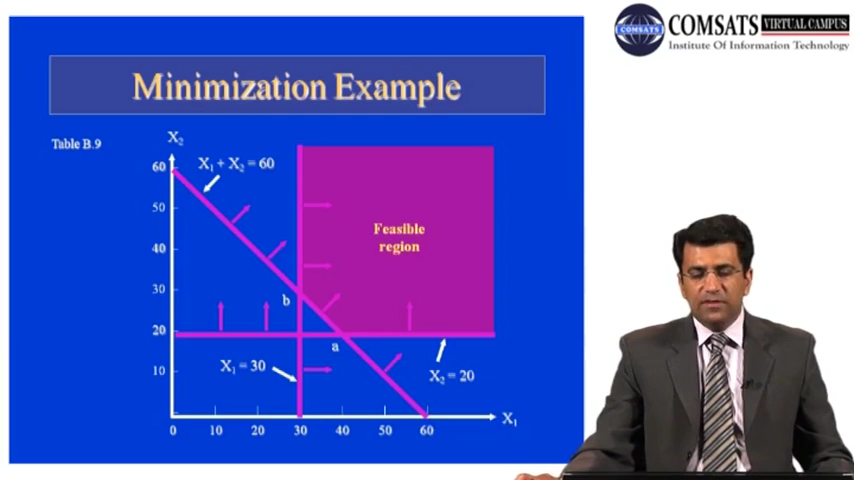 COMSATS VIRTUAL CAMPUS
Institute Of Information Technology
COMSATS
Minimization Example
Table B.9
X₂
60
50
40
30
20
10
X₁ + X₂ = 60
Feasible
region
b
a
X₁ = 30
X₂ = 20
0 10 20 30 40 50 60
X₁